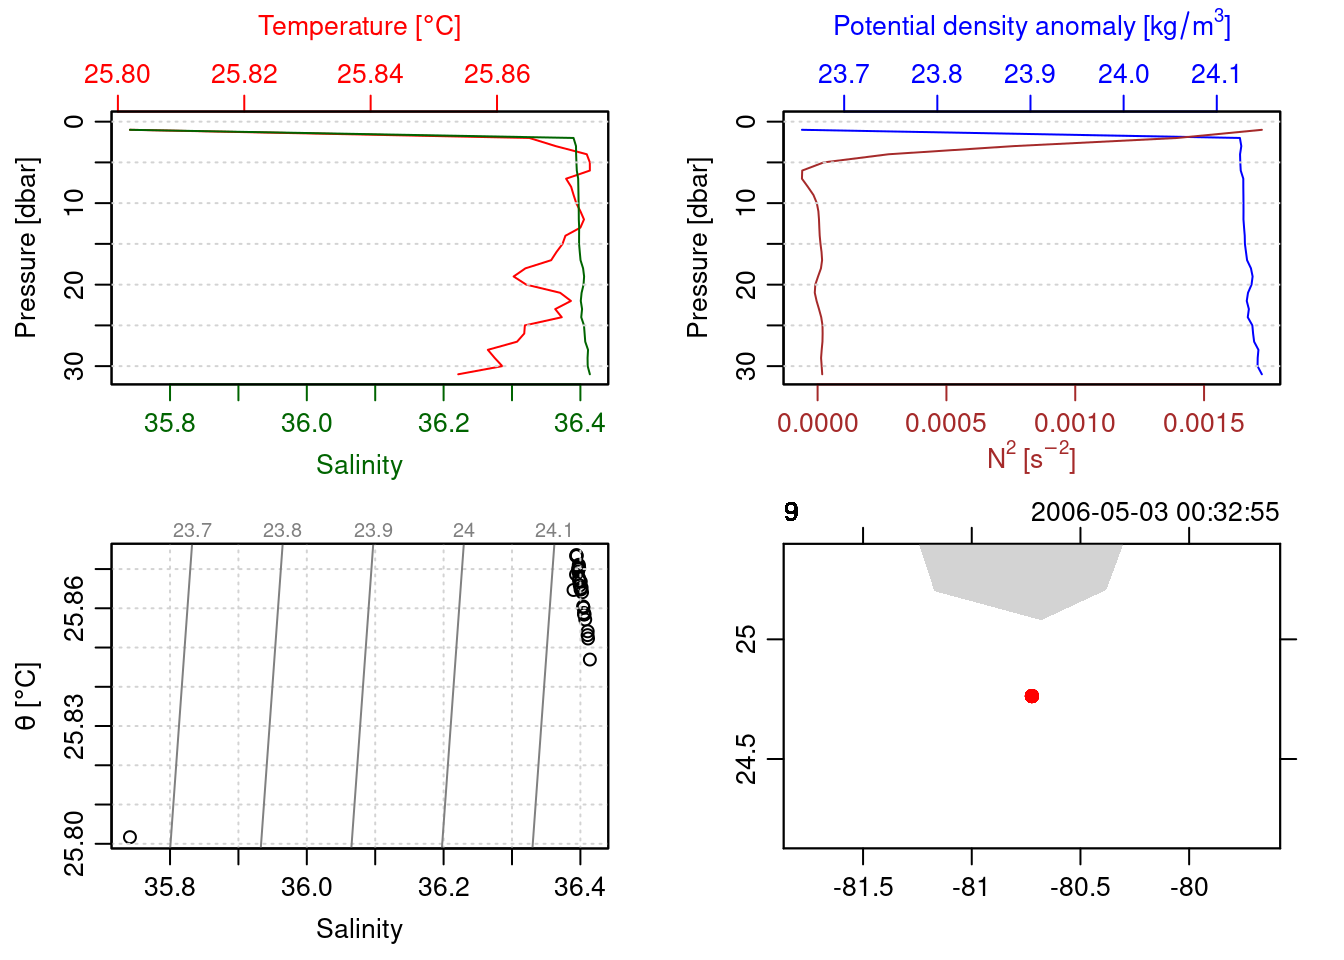 Temperature [°C]
25.80 25.82 25.84 25.86
0
10
20
30
Pressure [dbar]
35.8 36.0 36.2 36.4
Salinity
Potential density anomaly [kg/m³]
23.7 23.8 23.9 24.0 24.1
0
10
20
30
Pressure [dbar]
0.0000 0.0005 0.0010 0.0015
N² [s⁻²]
23.7 23.8 23.9 24 24.1
25.86
25.83
25.80
θ [°C]
35.8 36.0 36.2 36.4
Salinity
2006-05-03 00:32:55
25
24.5
-81.5 -81 -80.5 -80